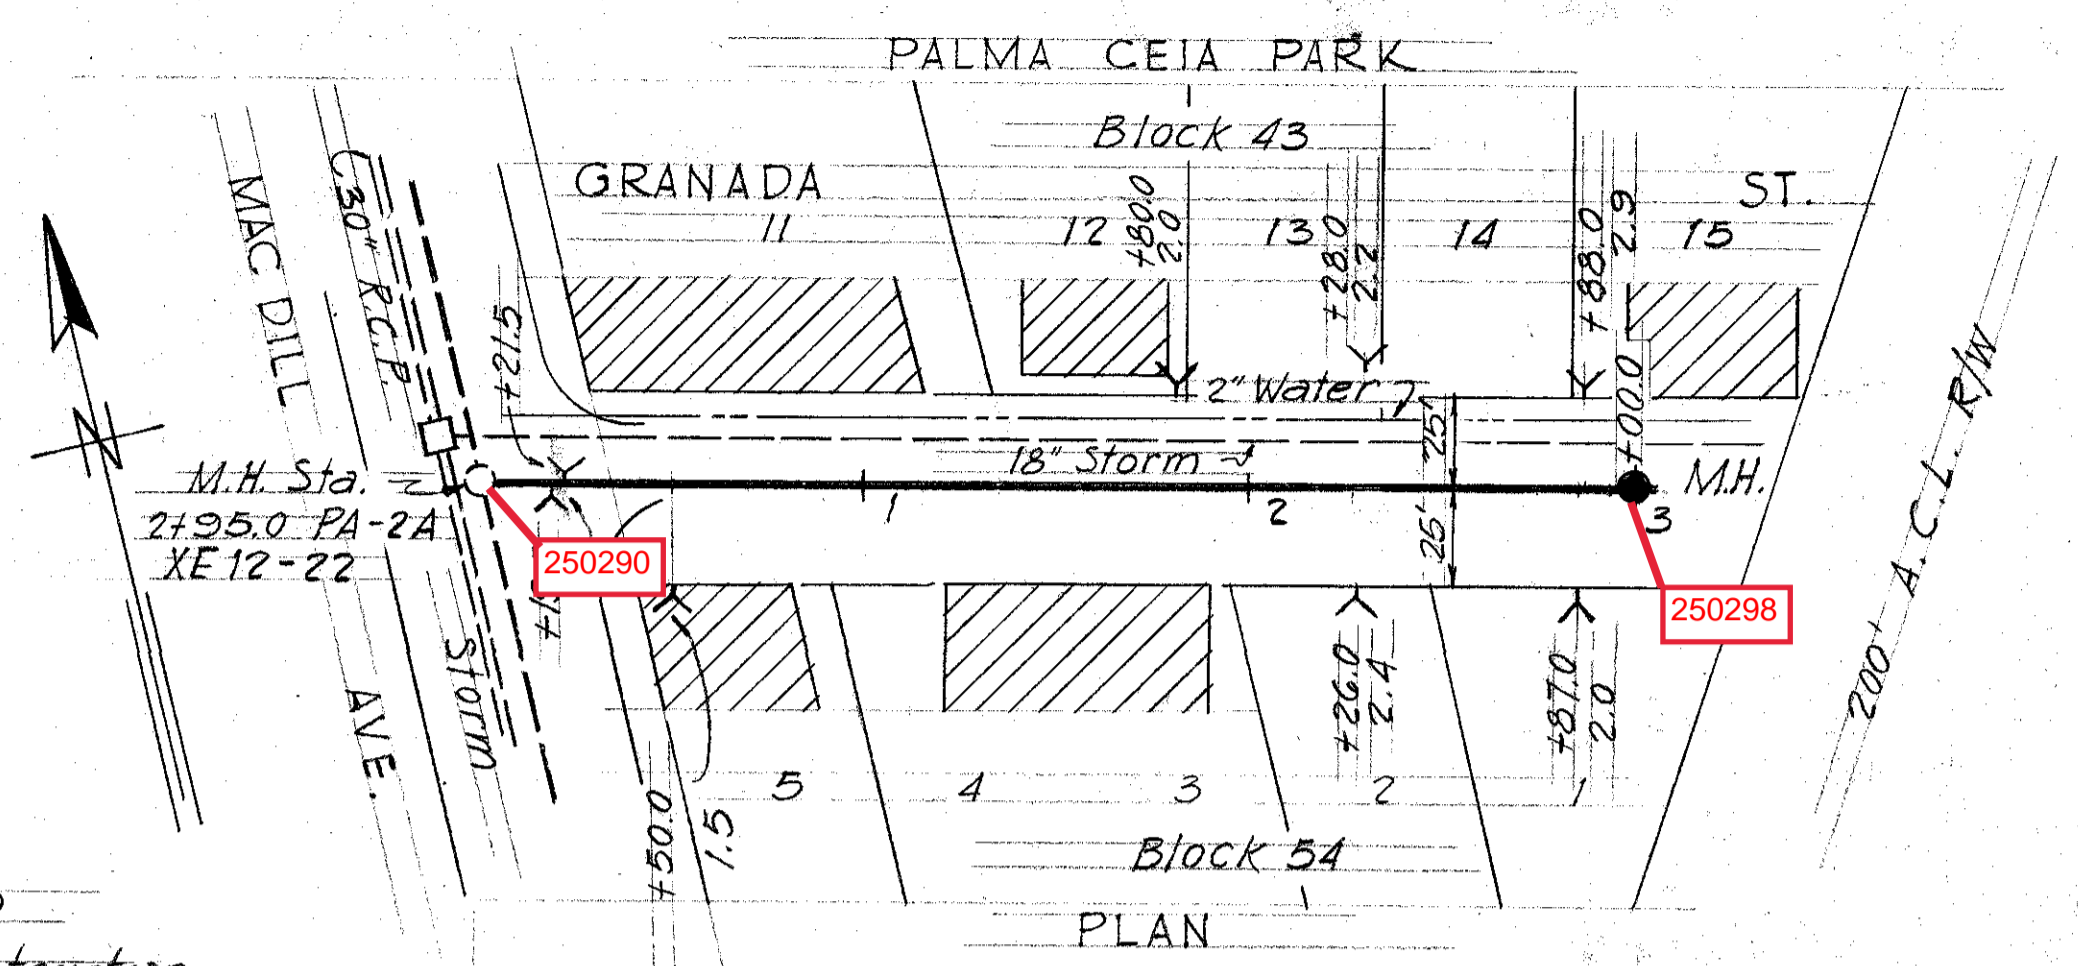 PALMA CEIA PARK
Block 43
GRANADA ST.
11 12 13 14 15
+80.0
2.0
+28.0
2.2
+88.0
2.9
+00.0
MAC DILL AVE.
30" R.C.P.
+21.5
2" Water
18" Storm
25'
25'
M.H. Sta.
2+95.0 PA-2A
XE 12-22
N
1 2 3
M.H.
250290
250298
Storm
+50.0
1.5
+26.0
2.4
+87.0
2.0
200' A.C.L. R/W
5 4 3 2 1
Block 54
PLAN